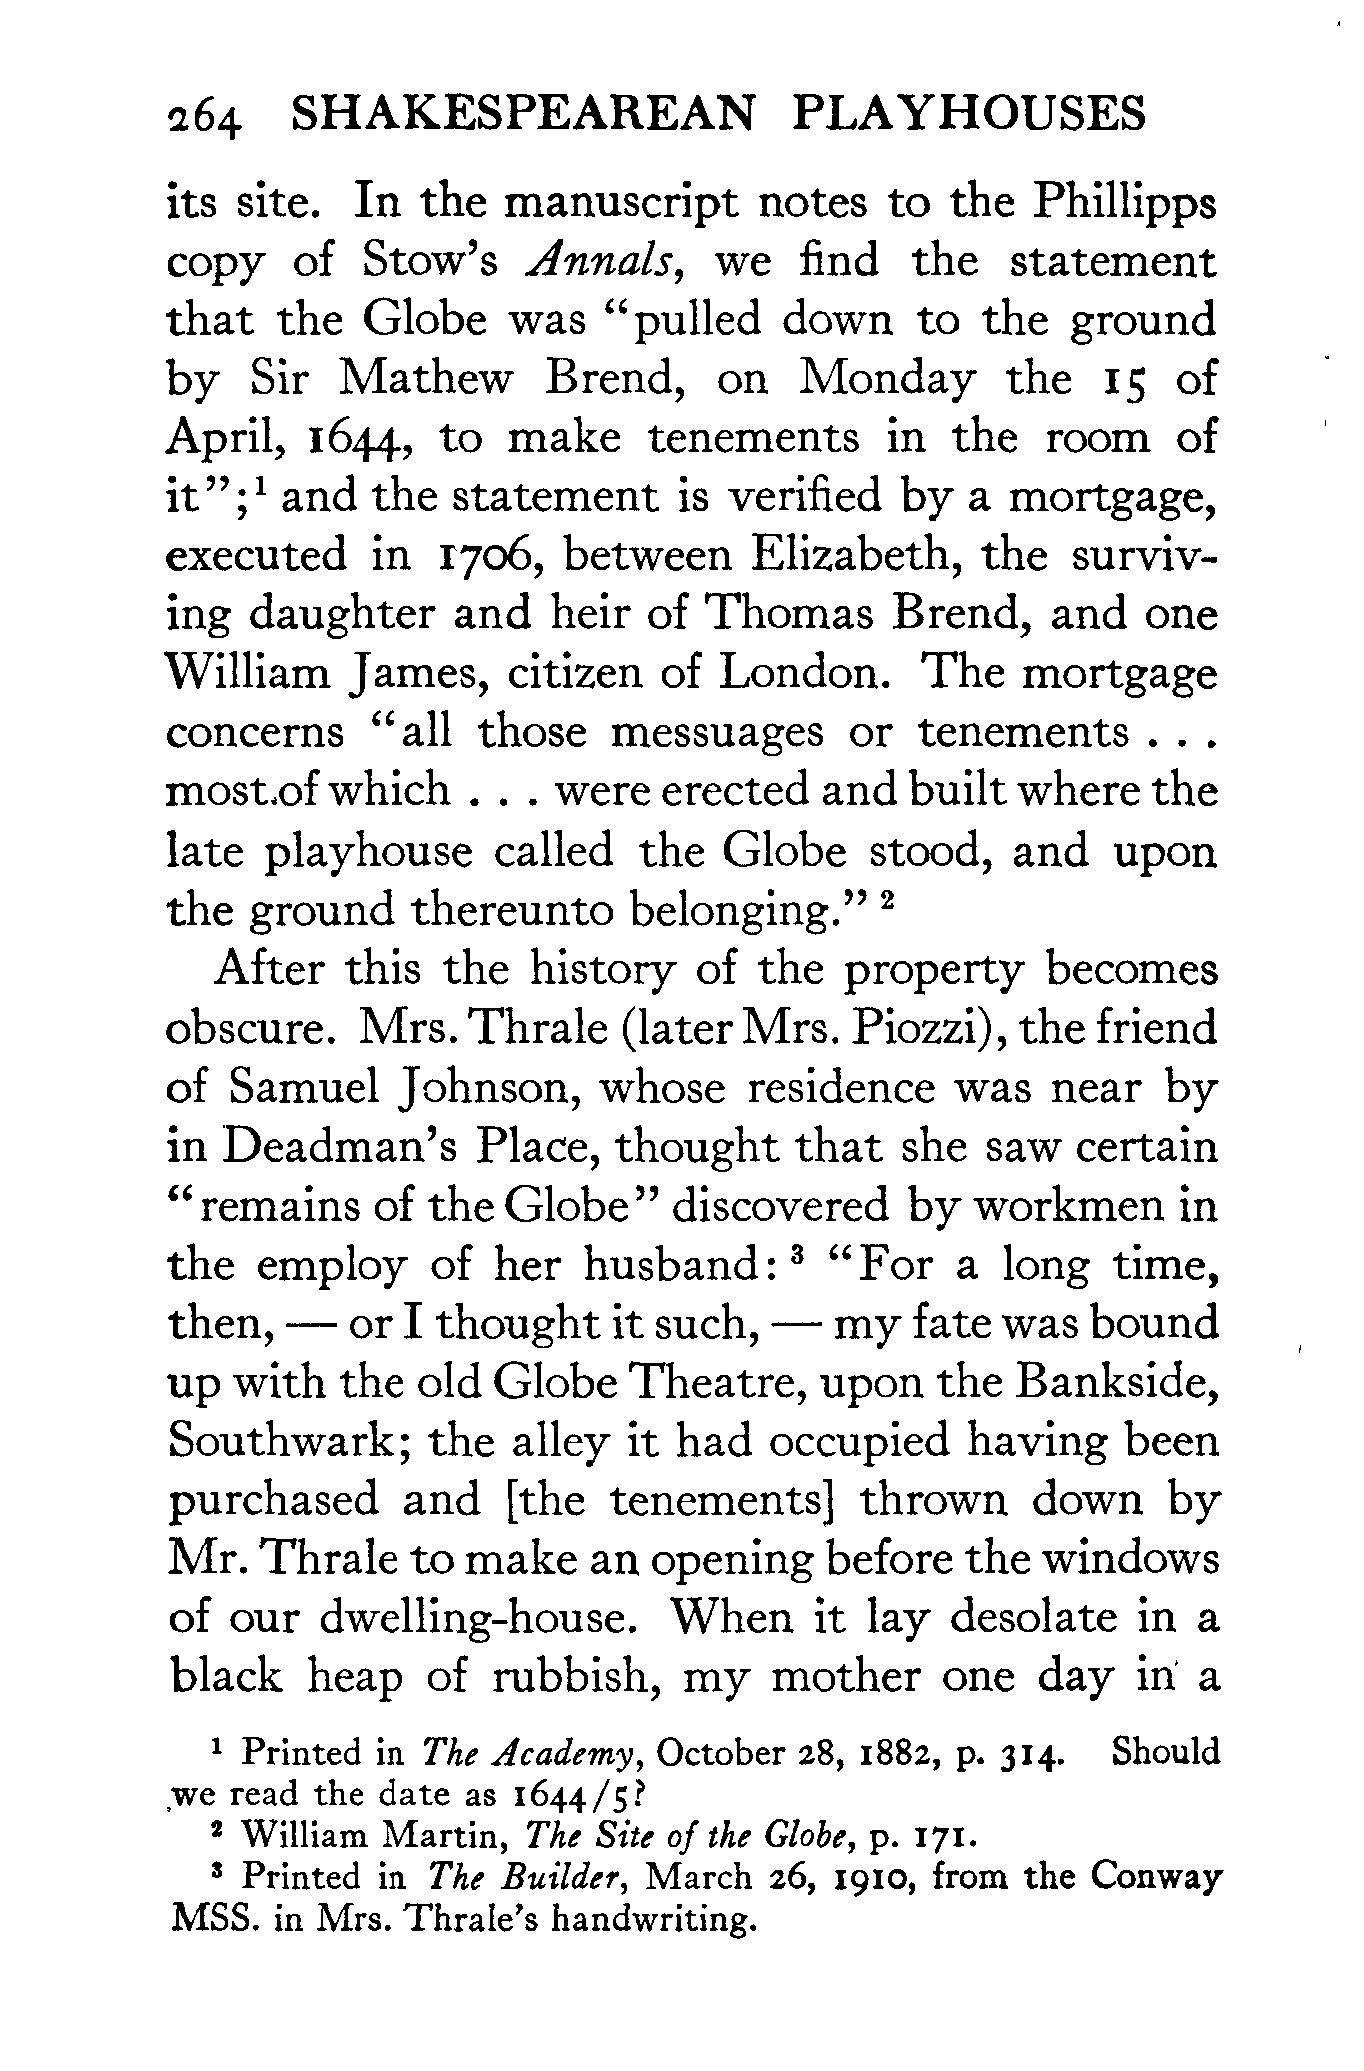 264 SHAKESPEAREAN PLAYHOUSES
its site. In the manuscript notes to the Phillipps
copy of Stow's Annals, we find the statement
that the Globe was "pulled down to the ground
by Sir Mathew Brend, on Monday the 15 of
April, 1644, to make tenements in the room of
it";¹ and the statement is verified by a mortgage,
executed in 1706, between Elizabeth, the surviv-
ing daughter and heir of Thomas Brend, and one
William James, citizen of London. The mortgage
concerns "all those messuages or tenements . . .
most of which . . . were erected and built where the
late playhouse called the Globe stood, and upon
the ground thereunto belonging." ²
After this the history of the property becomes
obscure. Mrs. Thrale (later Mrs. Piozzi), the friend
of Samuel Johnson, whose residence was near by
in Deadman's Place, thought that she saw certain
"remains of the Globe" discovered by workmen in
the employ of her husband: ³ "For a long time,
then, — or I thought it such, — my fate was bound
up with the old Globe Theatre, upon the Bankside,
Southwark; the alley it had occupied having been
purchased and [the tenements] thrown down by
Mr. Thrale to make an opening before the windows
of our dwelling-house. When it lay desolate in a
black heap of rubbish, my mother one day in a
¹ Printed in The Academy, October 28, 1882, p. 314. Should
we read the date as 1644/5?
² William Martin, The Site of the Globe, p. 171.
³ Printed in The Builder, March 26, 1910, from the Conway
MSS. in Mrs. Thrale's handwriting.